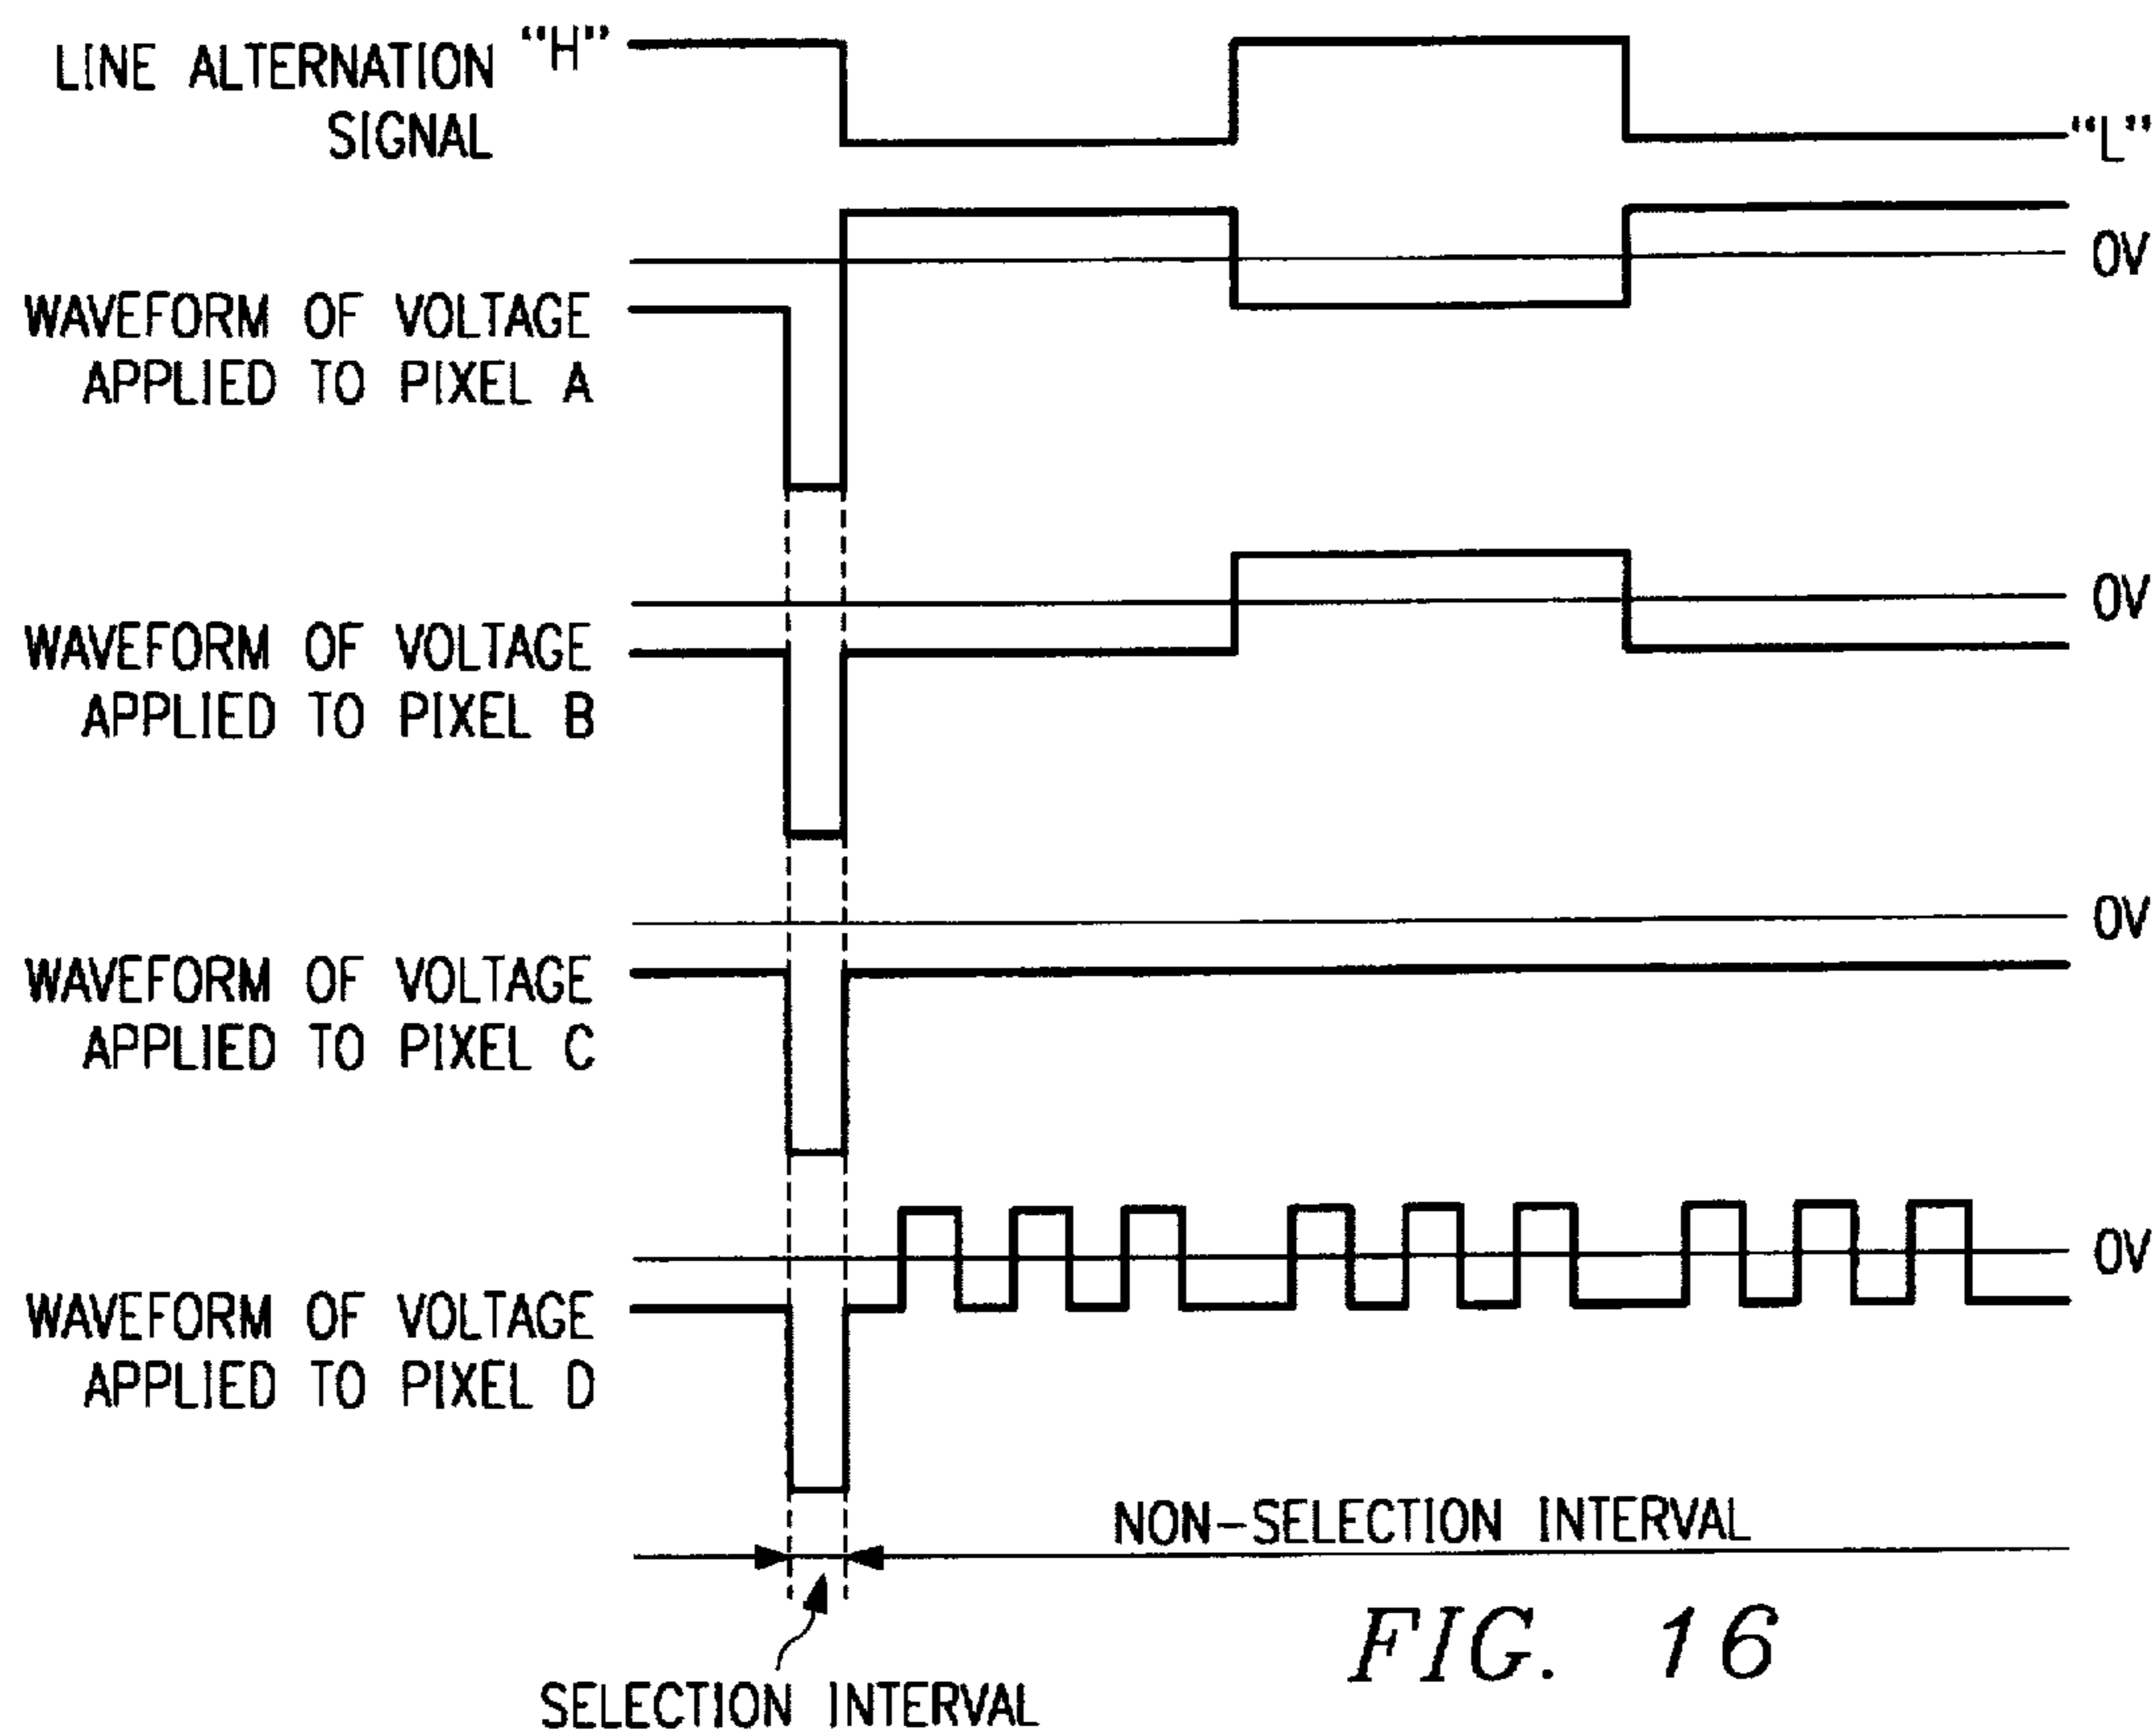 LINE ALTERNATION "H"
SIGNAL
"L"
0V
WAVEFORM OF VOLTAGE
APPLIED TO PIXEL A
0V
WAVEFORM OF VOLTAGE
APPLIED TO PIXEL B
0V
WAVEFORM OF VOLTAGE
APPLIED TO PIXEL C
0V
WAVEFORM OF VOLTAGE
APPLIED TO PIXEL D
NON-SELECTION INTERVAL
SELECTION INTERVAL
FIG. 16